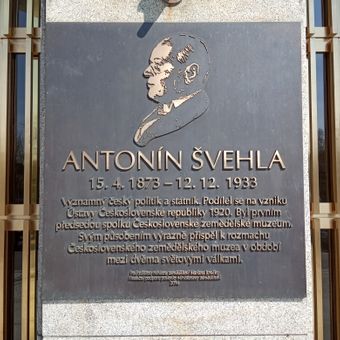 ANTONÍN ŠVEHLA
15. 4. 1873 – 12. 12. 1933
Významný český politik a státník. Podílel se na vzniku
Ústavy Československé republiky 1920. Byl prvním
předsedou spolku Československé zemědělské muzeum.
Svým působením výrazně přispěl k rozmachu
Československého zemědělského muzea v období
mezi dvěma světovými válkami.